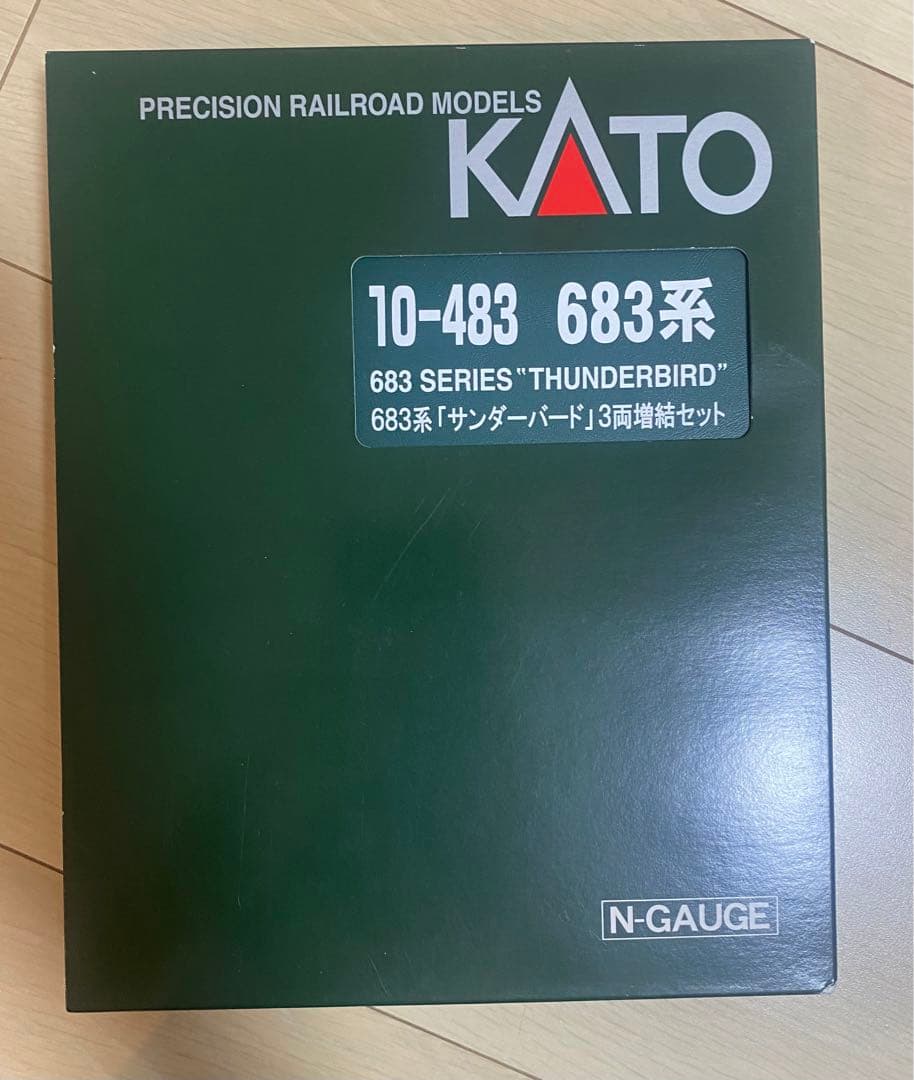 PRECISION RAILROAD MODELS
KATO
10-483 683系
683 SERIES "THUNDERBIRD"
683系「サンダーバード」3両増結セット
N-GAUGE